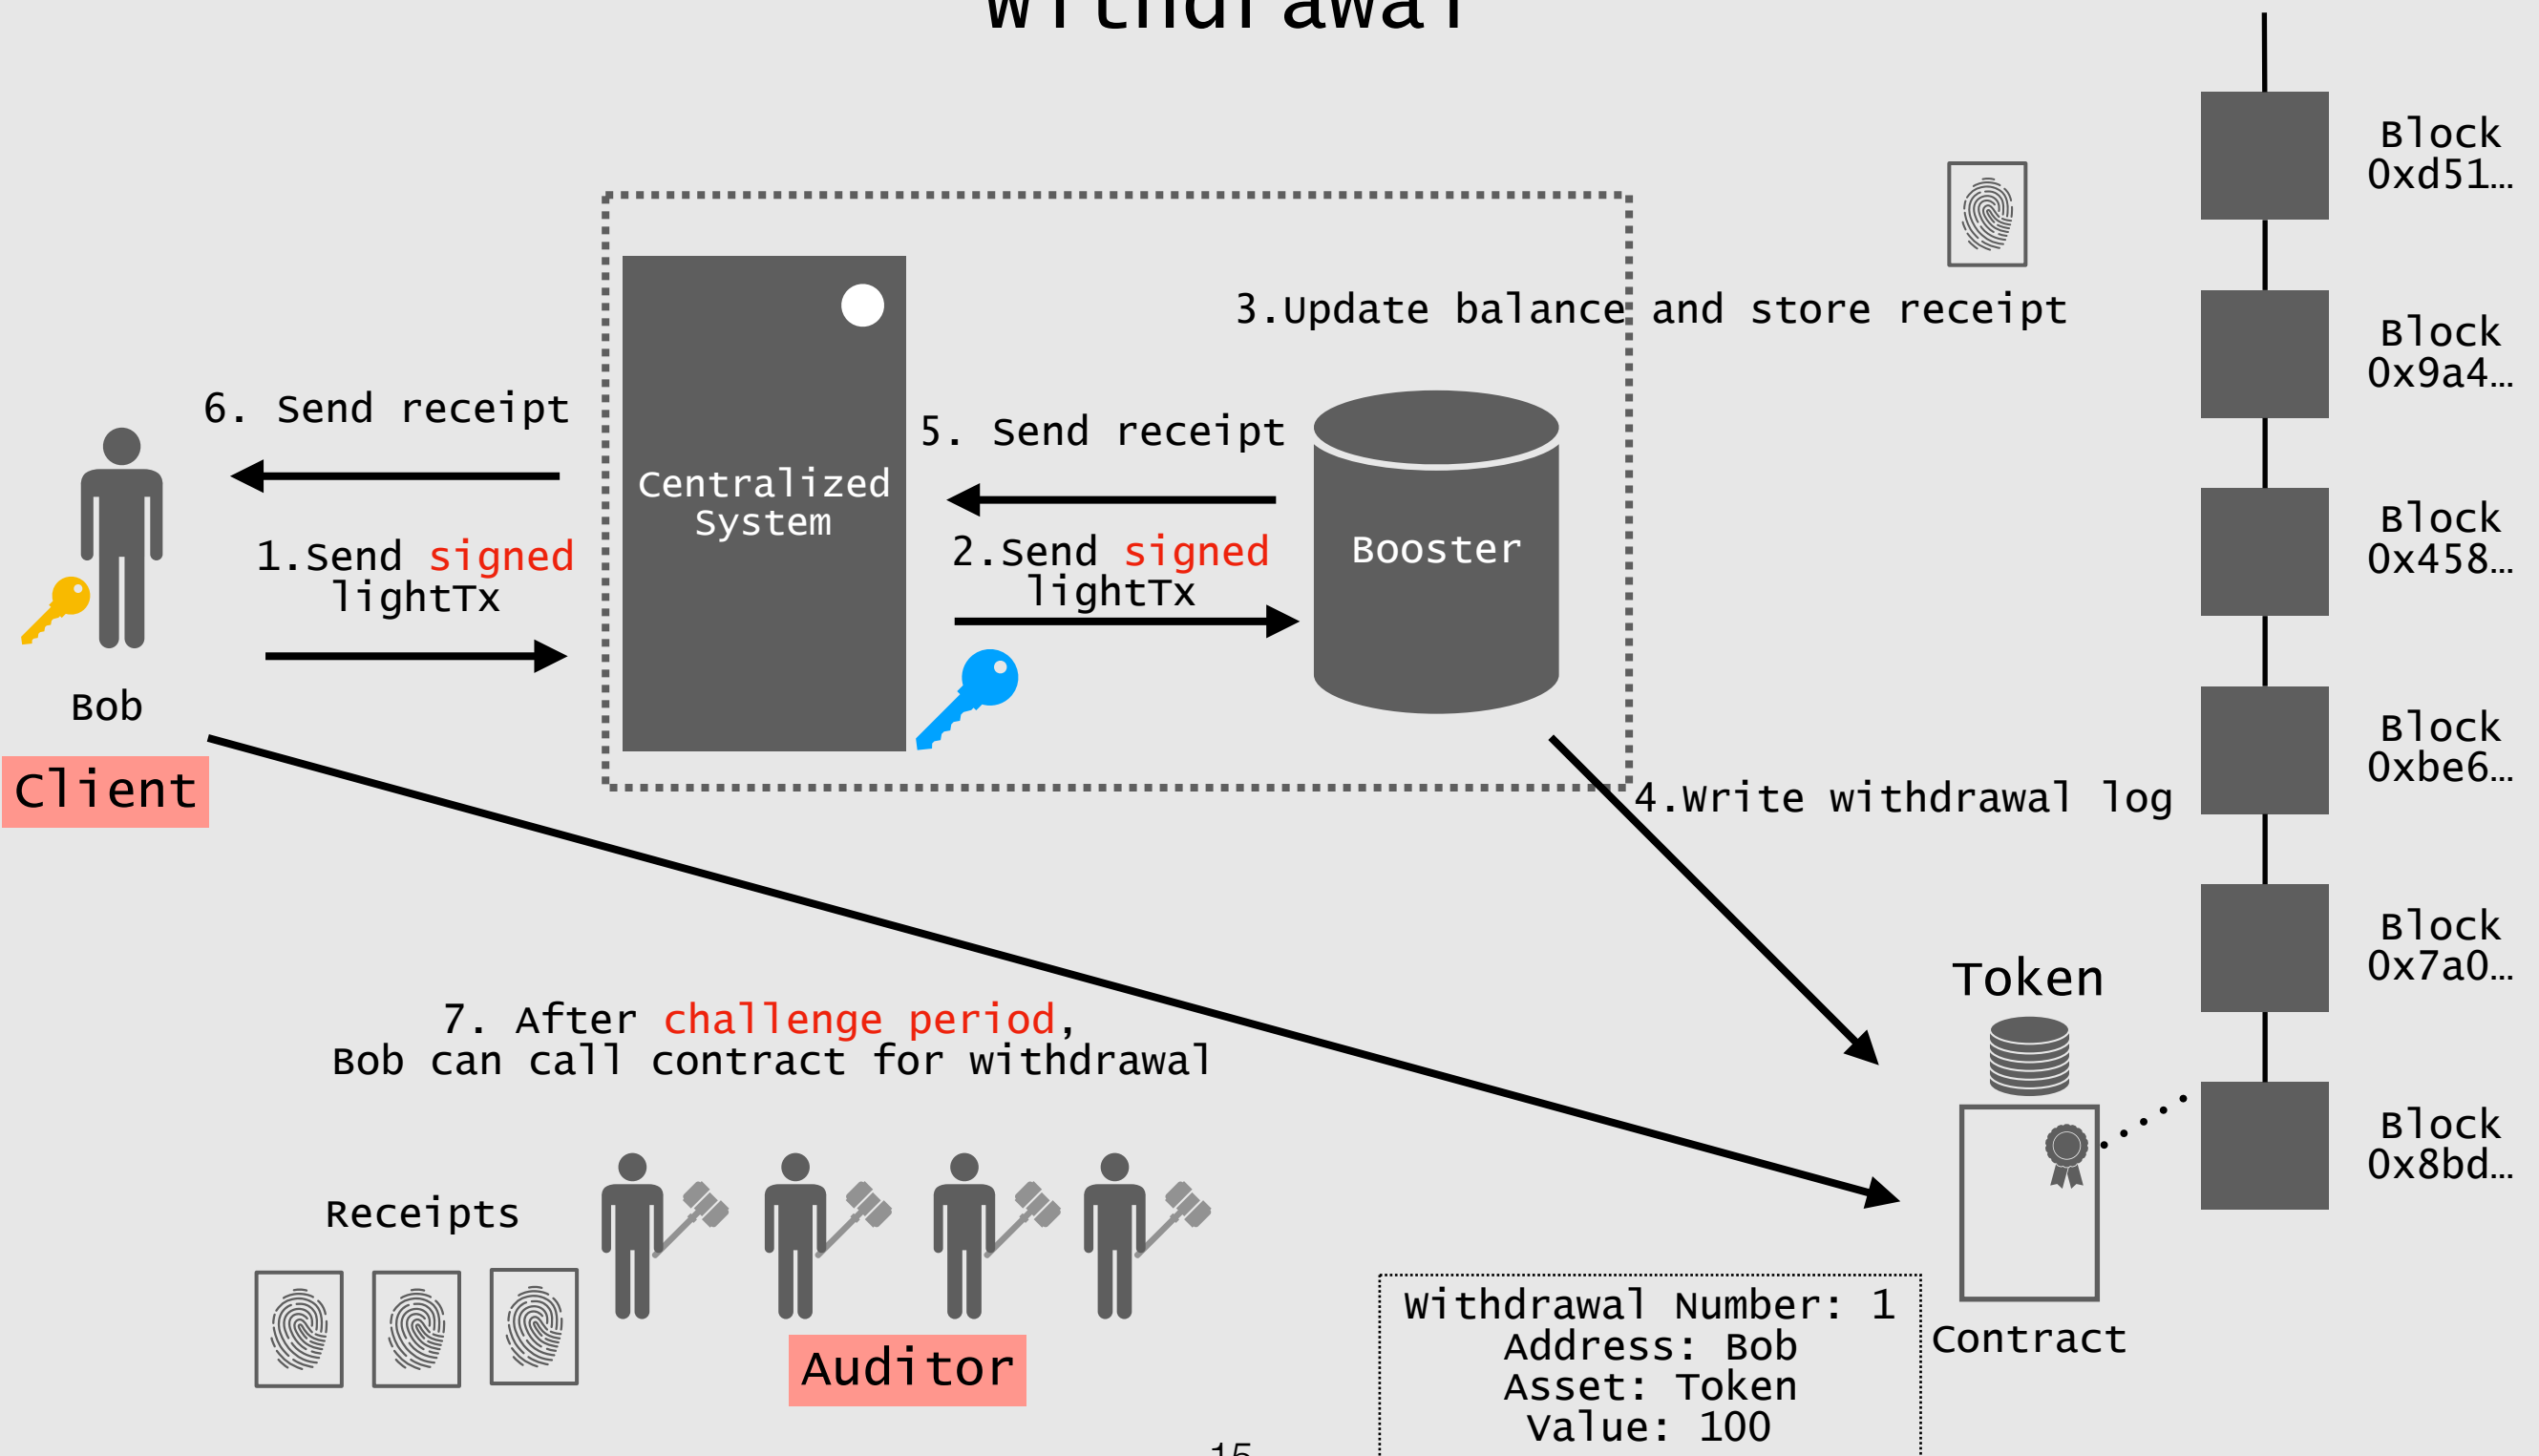 Withdrawal
Block
0xd51…
3.Update balance and store receipt
Block
0x9a4…
6. Send receipt
5. Send receipt
Centralized
System
1.Send signed
lightTx
2.Send signed
lightTx
Booster
Block
0x458…
Bob
Client
4.Write withdrawal log
Block
0xbe6…
Block
0x7a0…
Token
7. After challenge period,
Bob can call contract for withdrawal
Block
0x8bd…
Receipts
Auditor
Contract
Withdrawal Number: 1
Address: Bob
Asset: Token
Value: 100
15